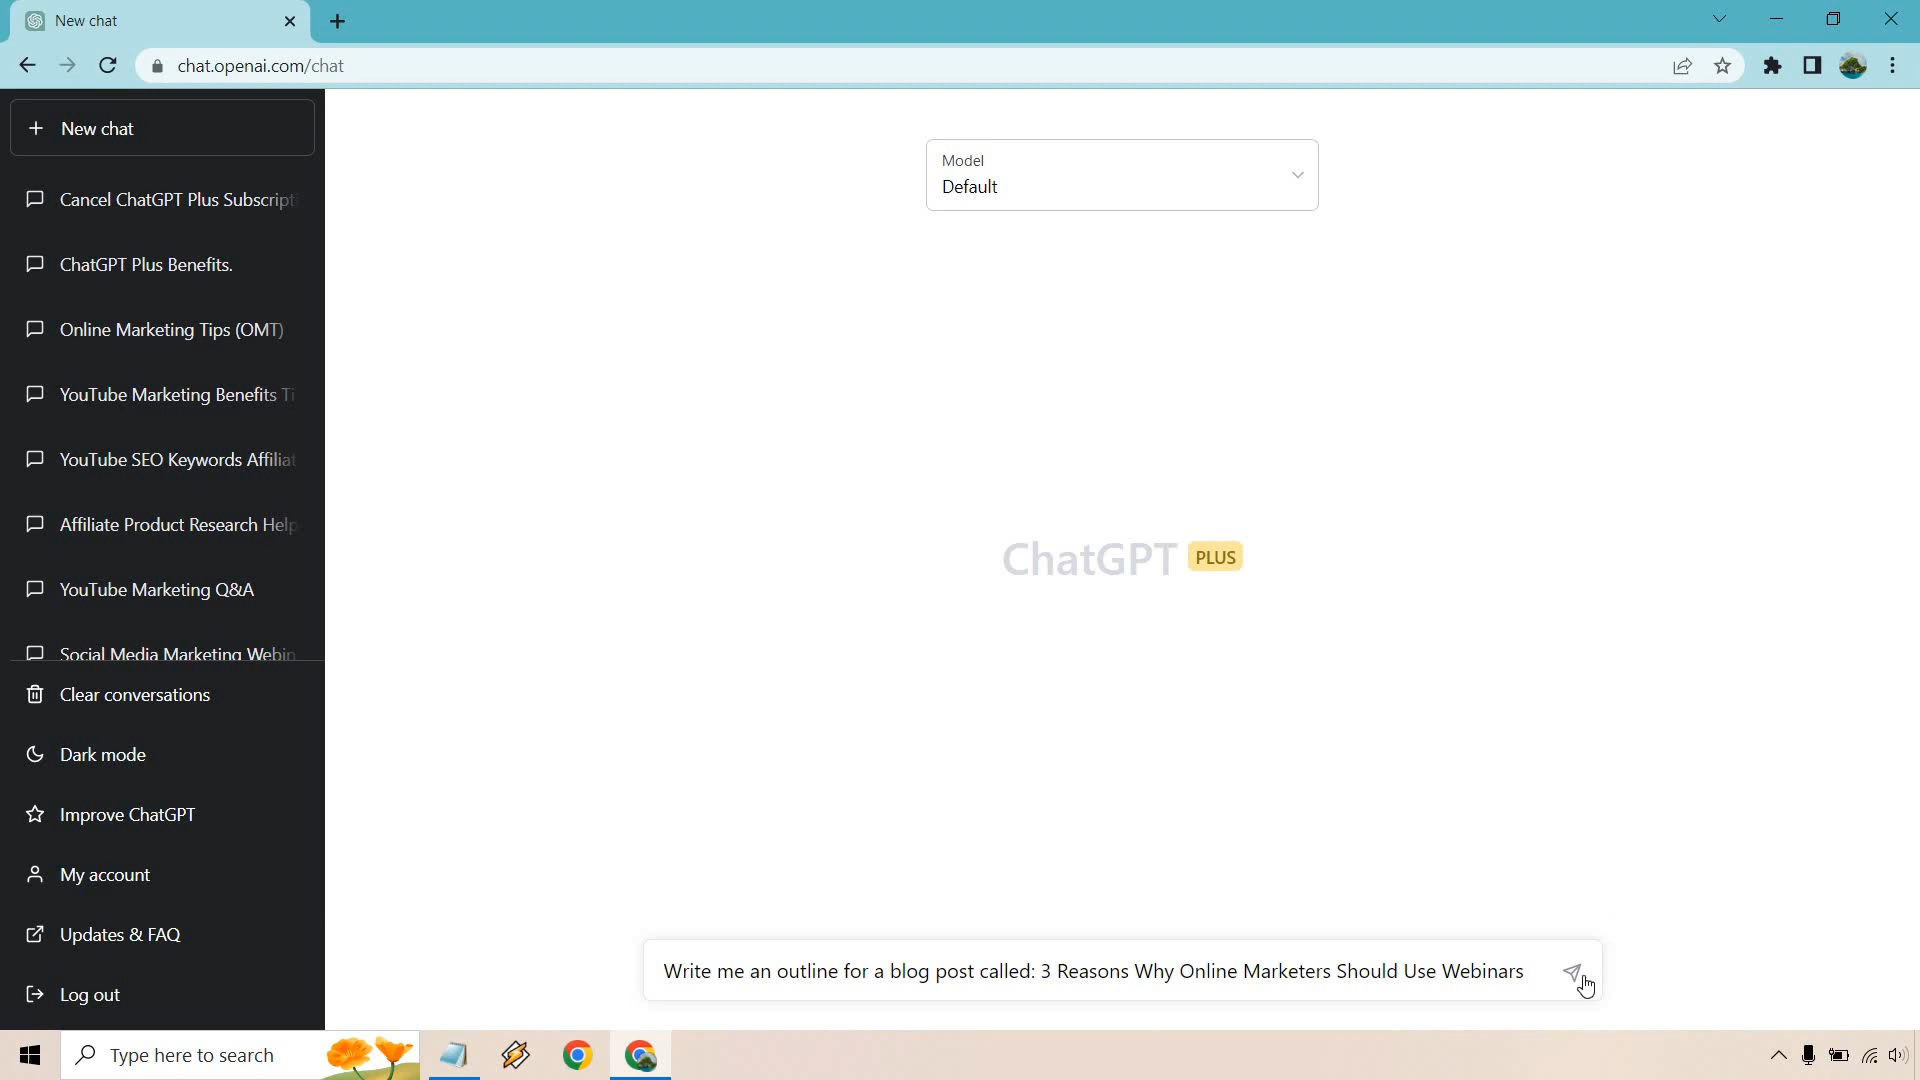 New chat
chat.openai.com/chat
New chat
Cancel ChatGPT Plus Subscripti
ChatGPT Plus Benefits.
Online Marketing Tips (OMT)
YouTube Marketing Benefits Ti
YouTube SEO Keywords Affiliat
Affiliate Product Research Help
YouTube Marketing Q&A
Social Media Marketing Webin
Clear conversations
Dark mode
Improve ChatGPT
My account
Updates & FAQ
Log out
Model
Default
ChatGPT PLUS
Write me an outline for a blog post called: 3 Reasons Why Online Marketers Should Use Webinars
Type here to search